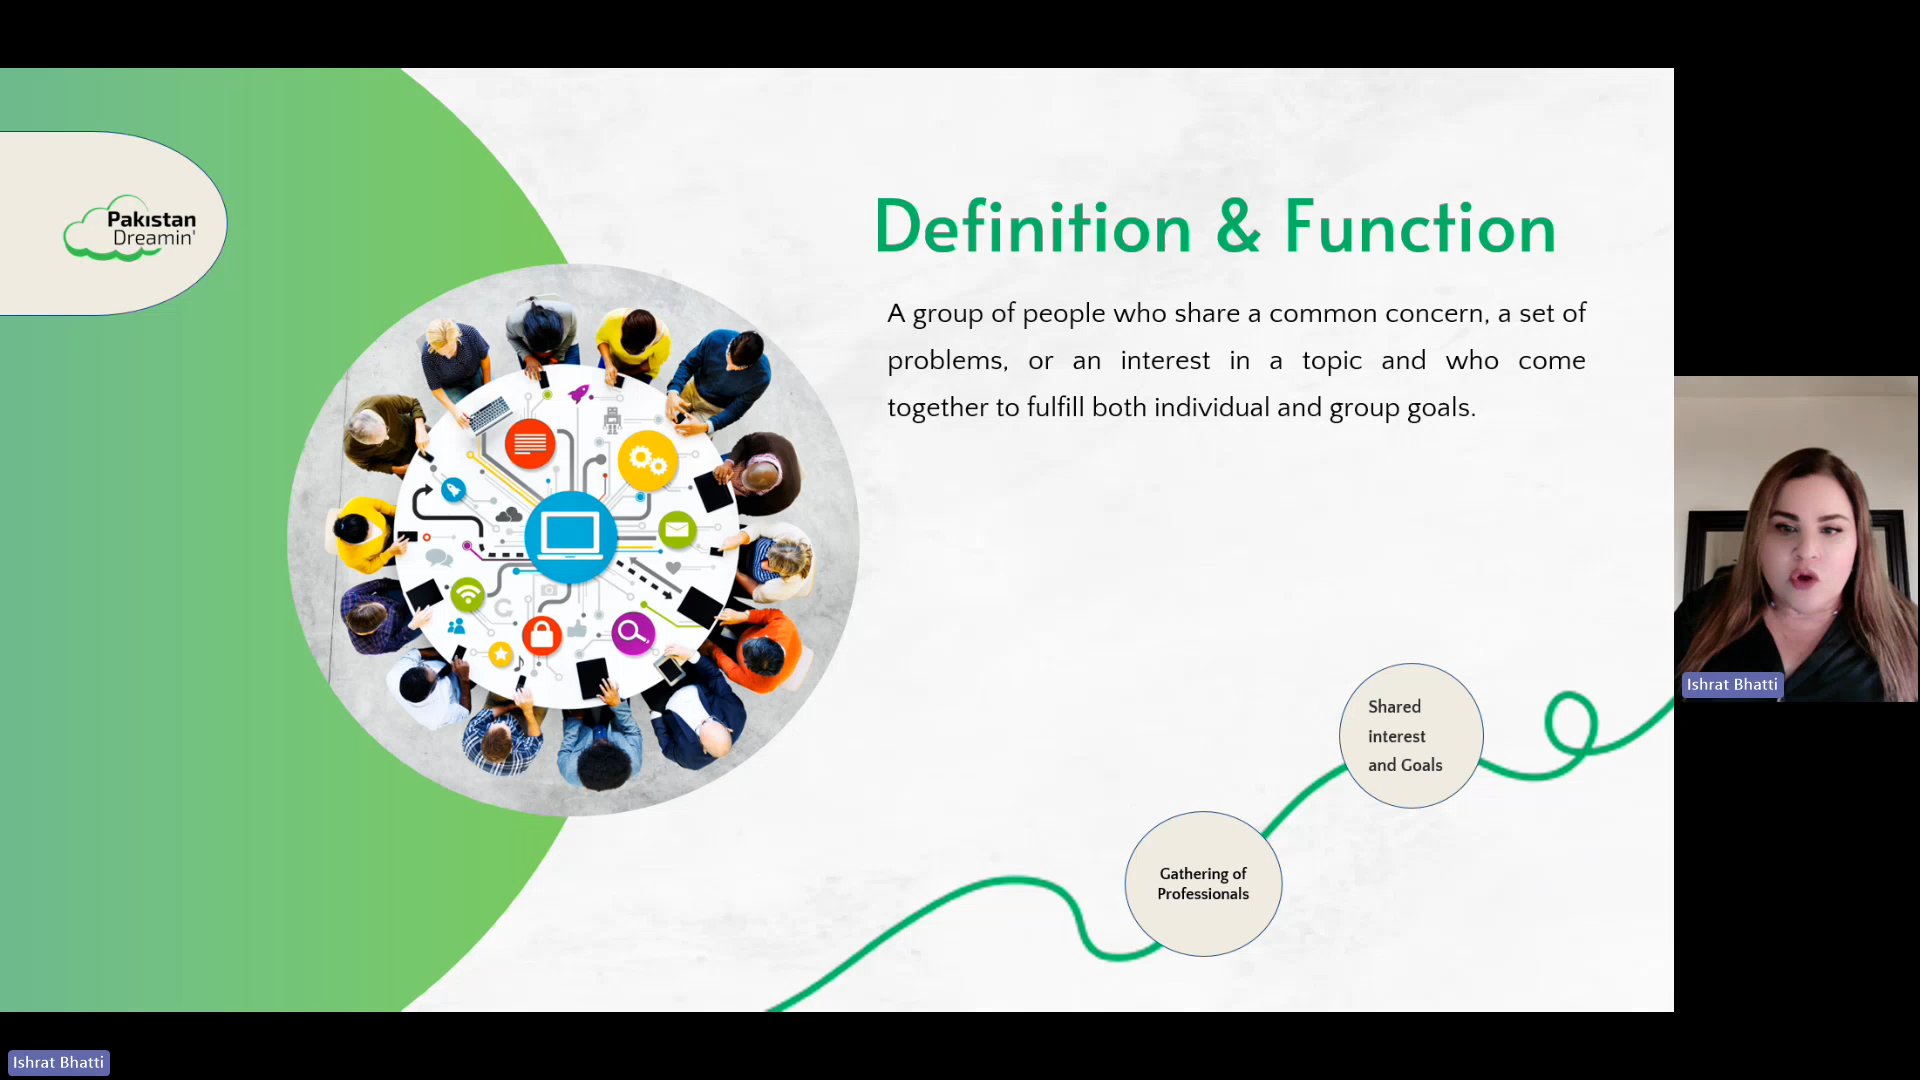 Pakistan
Dreamin'
Definition & Function
A group of people who share a common concern, a set of
problems, or an interest in a topic and who come
together to fulfill both individual and group goals.
Shared
interest
and Goals
Gathering of
Professionals
Ishrat Bhatti
Ishrat Bhatti